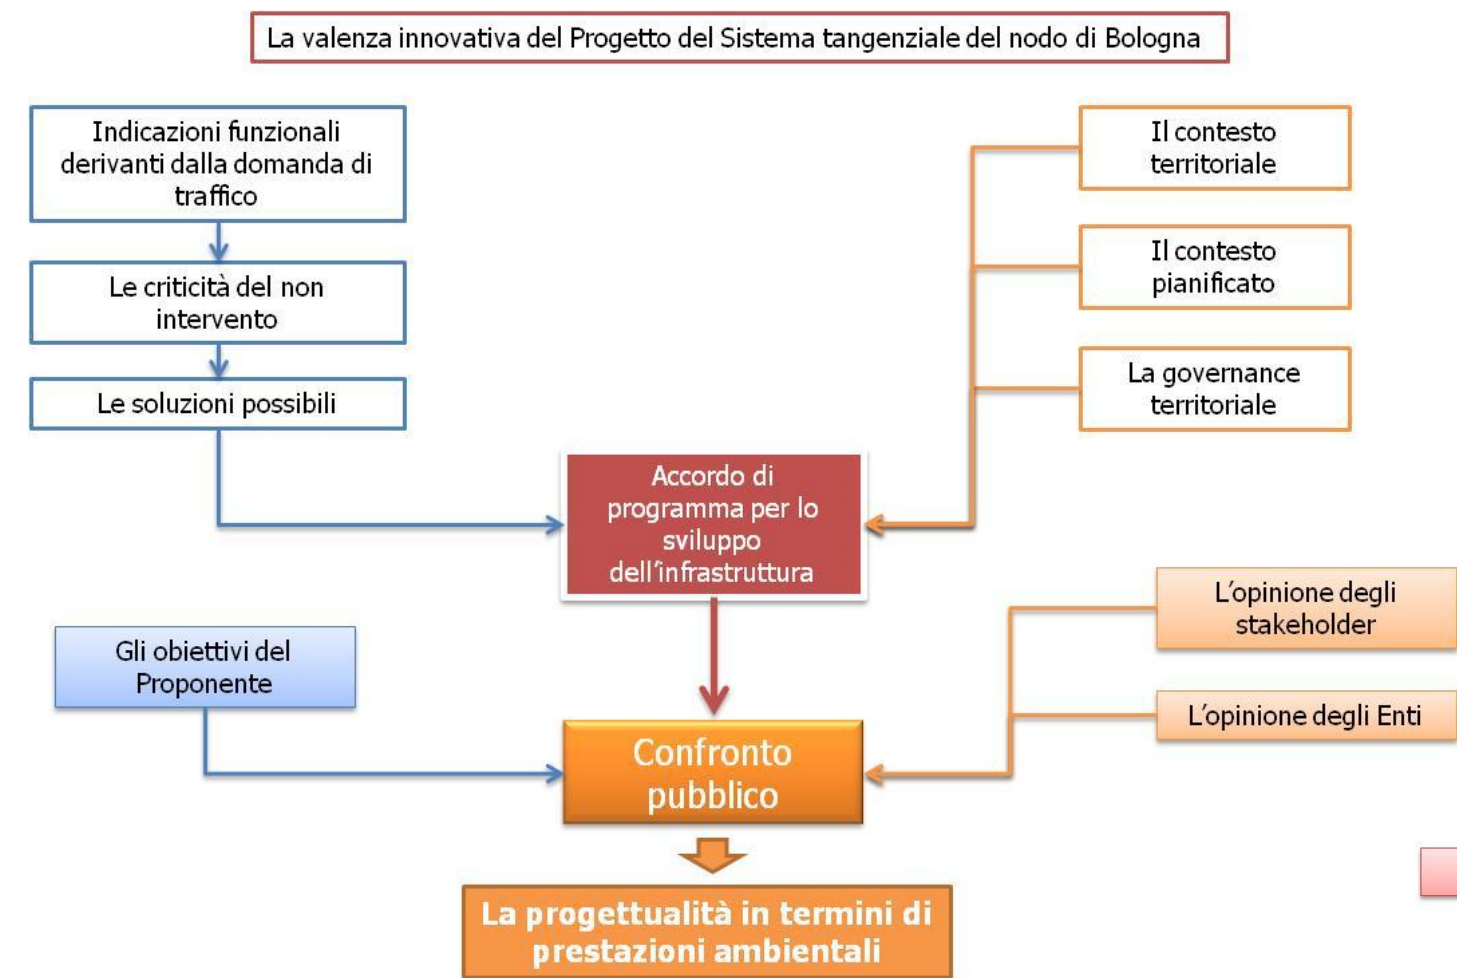 La valenza innovativa del Progetto del Sistema tangenziale del nodo di Bologna
Indicazioni funzionali
derivanti dalla domanda di
traffico
Le criticità del non
intervento
Le soluzioni possibili
Il contesto
territoriale
Il contesto
pianificato
La governance
territoriale
Accordo di
programma per lo
sviluppo
dell’infrastruttura
L’opinione degli
stakeholder
L’opinione degli Enti
Gli obiettivi del
Proponente
Confronto
pubblico
La progettualità in termini di
prestazioni ambientali